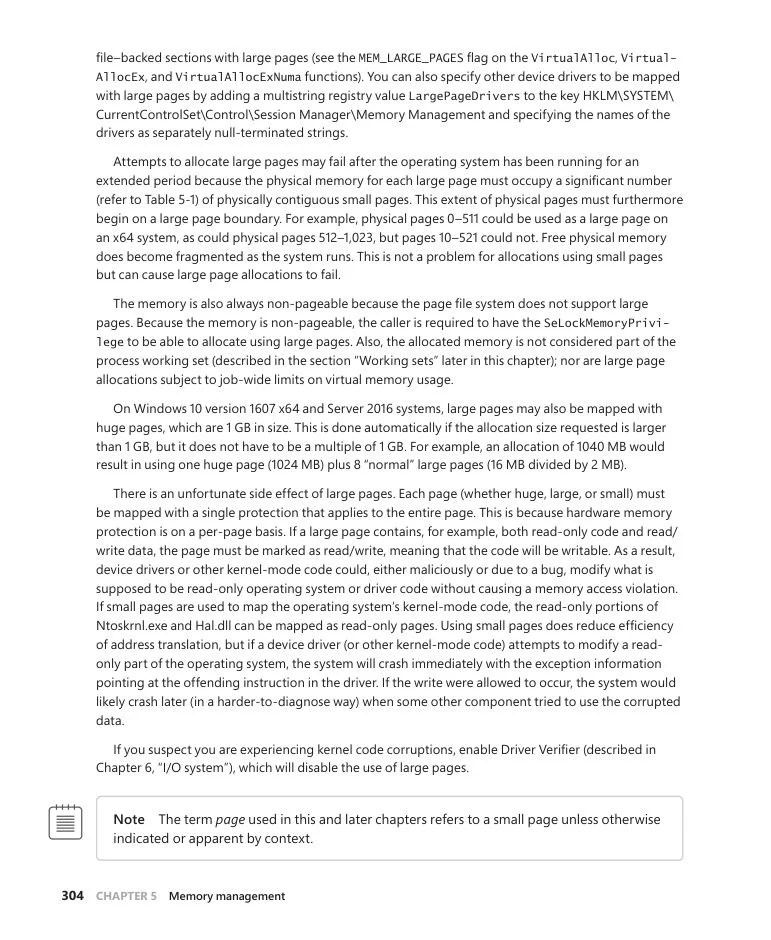 file–backed sections with large pages (see the MEM_LARGE_PAGES flag on the VirtualAlloc, Virtual-
AllocEx, and VirtualAllocExNuma functions). You can also specify other device drivers to be mapped
with large pages by adding a multistring registry value LargePageDrivers to the key HKLM\SYSTEM\
CurrentControlSet\Control\Session Manager\Memory Management and specifying the names of the
drivers as separately null-terminated strings.
Attempts to allocate large pages may fail after the operating system has been running for an
extended period because the physical memory for each large page must occupy a significant number
(refer to Table 5-1) of physically contiguous small pages. This extent of physical pages must furthermore
begin on a large page boundary. For example, physical pages 0–511 could be used as a large page on
an x64 system, as could physical pages 512–1,023, but pages 10–521 could not. Free physical memory
does become fragmented as the system runs. This is not a problem for allocations using small pages
but can cause large page allocations to fail.
The memory is also always non-pageable because the page file system does not support large
pages. Because the memory is non-pageable, the caller is required to have the SeLockMemoryPrivi-
lege to be able to allocate using large pages. Also, the allocated memory is not considered part of the
process working set (described in the section “Working sets” later in this chapter); nor are large page
allocations subject to job-wide limits on virtual memory usage.
On Windows 10 version 1607 x64 and Server 2016 systems, large pages may also be mapped with
huge pages, which are 1 GB in size. This is done automatically if the allocation size requested is larger
than 1 GB, but it does not have to be a multiple of 1 GB. For example, an allocation of 1040 MB would
result in using one huge page (1024 MB) plus 8 “normal” large pages (16 MB divided by 2 MB).
There is an unfortunate side effect of large pages. Each page (whether huge, large, or small) must
be mapped with a single protection that applies to the entire page. This is because hardware memory
protection is on a per-page basis. If a large page contains, for example, both read-only code and read/
write data, the page must be marked as read/write, meaning that the code will be writable. As a result,
device drivers or other kernel-mode code could, either maliciously or due to a bug, modify what is
supposed to be read-only operating system or driver code without causing a memory access violation.
If small pages are used to map the operating system’s kernel-mode code, the read-only portions of
Ntoskrnl.exe and Hal.dll can be mapped as read-only pages. Using small pages does reduce efficiency
of address translation, but if a device driver (or other kernel-mode code) attempts to modify a read-
only part of the operating system, the system will crash immediately with the exception information
pointing at the offending instruction in the driver. If the write were allowed to occur, the system would
likely crash later (in a harder-to-diagnose way) when some other component tried to use the corrupted
data.
If you suspect you are experiencing kernel code corruptions, enable Driver Verifier (described in
Chapter 6, “I/O system”), which will disable the use of large pages.
Note The term page used in this and later chapters refers to a small page unless otherwise
indicated or apparent by context.
304 CHAPTER 5 Memory management